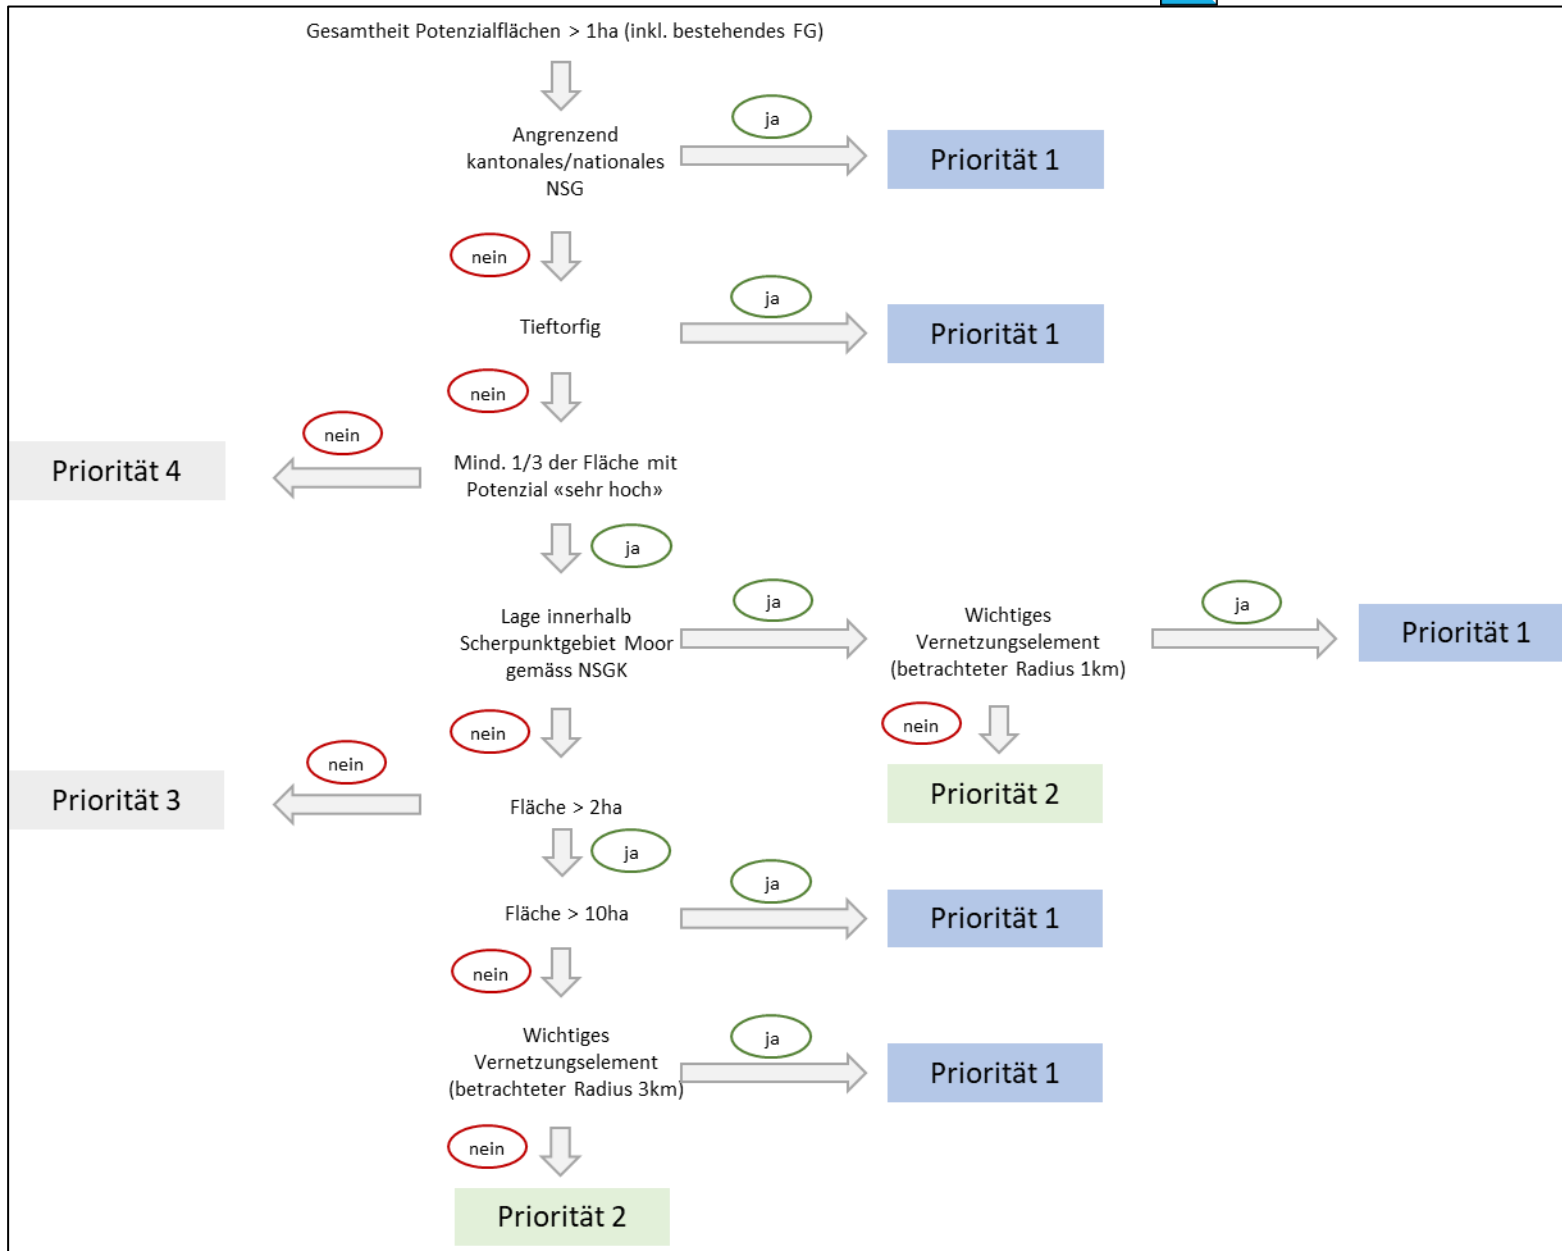 Gesamtheit Potenzialflächen > 1ha (inkl. bestehendes FG)
ja
Angrenzend
kantonales/nationales
NSG
Priorität 1
nein
ja
Tieftorfig
Priorität 1
nein
nein
Priorität 4
Mind. 1/3 der Fläche mit
Potenzial «sehr hoch»
ja
ja
ja
Lage innerhalb
Scherpunktgebiet Moor
gemäss NSGK
Wichtiges
Vernetzungselement
(betrachteter Radius 1km)
Priorität 1
nein
nein
nein
Priorität 3
Fläche > 2ha
Priorität 2
ja
ja
Fläche > 10ha
Priorität 1
nein
ja
Wichtiges
Vernetzungselement
(betrachteter Radius 3km)
Priorität 1
nein
Priorität 2